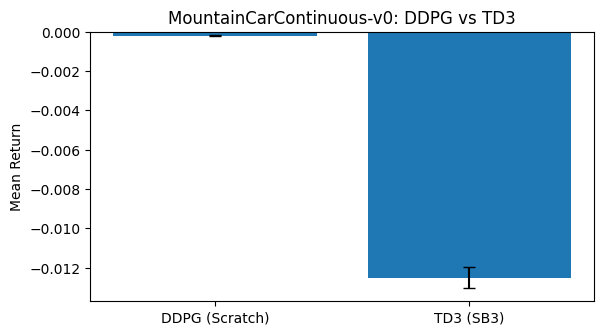 MountainCarContinuous-v0: DDPG vs TD3
Mean Return
0.000
−0.002
−0.004
−0.006
−0.008
−0.010
−0.012
DDPG (Scratch)
TD3 (SB3)